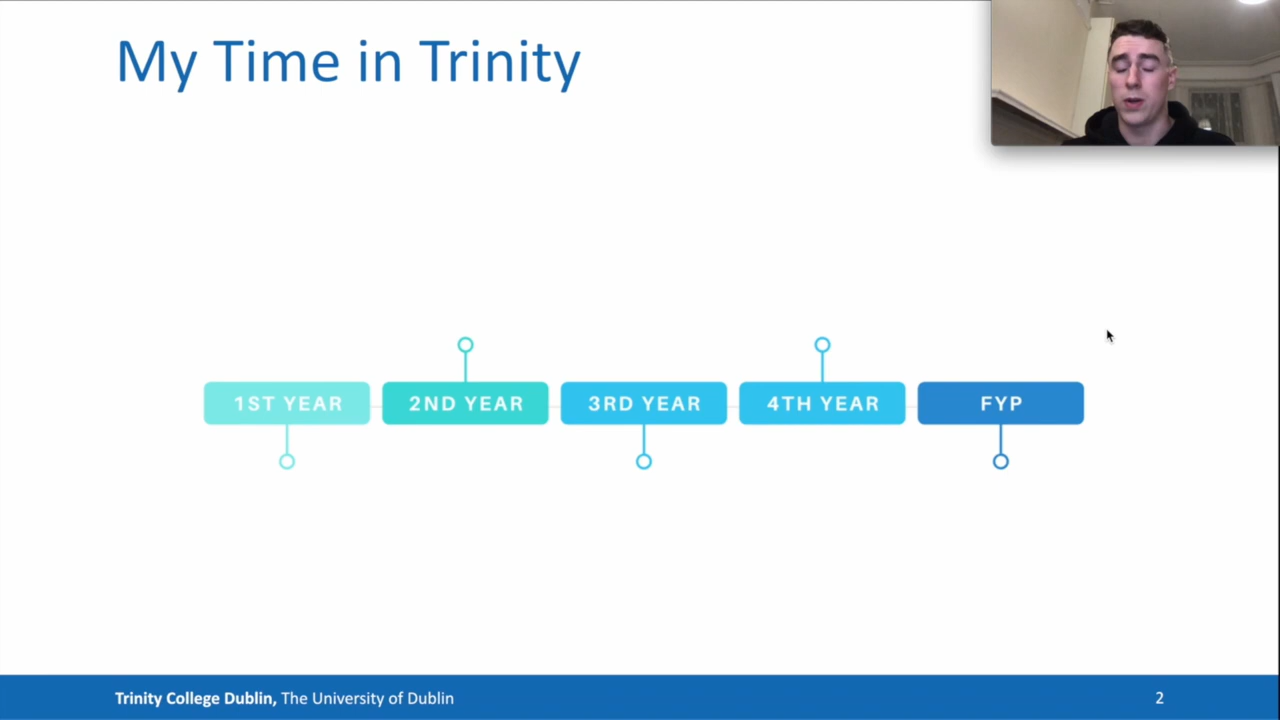 My Time in Trinity
1ST YEAR
2ND YEAR
3RD YEAR
4TH YEAR
FYP
Trinity College Dublin, The University of Dublin
2